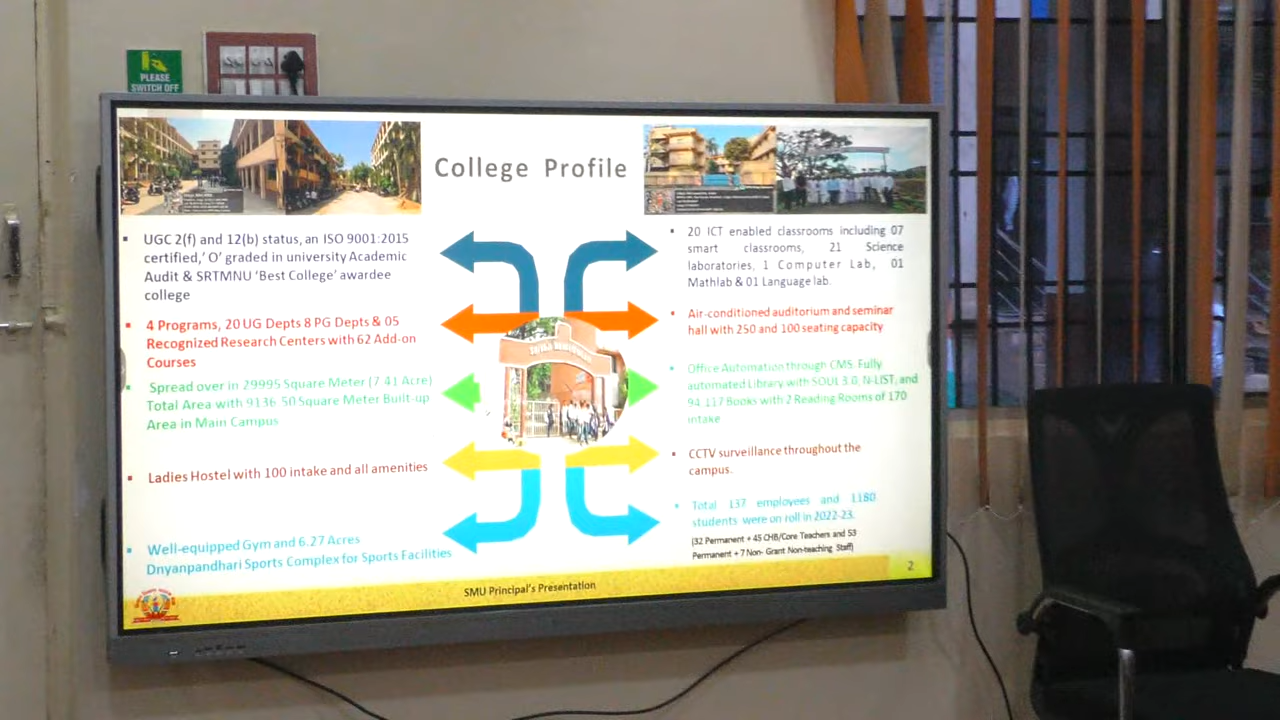 PLEASE
SWITCH OFF
College Profile
UGC 2(f) and 12(b) status, an ISO 9001:2015
certified,' O' graded in university Academic
Audit & SRTMNU 'Best College' awardee
college
4 Programs, 20 UG Depts 8 PG Depts & 05
Recognized Research Centers with 62 Add-on
Courses
Spread over in 29995 Square Meter (7.41 Acre)
Total Area with 9136.50 Square Meter Built-up
Area in Main Campus
Ladies Hostel with 100 intake and all amenities
Well-equipped Gym and 6.27 Acres
Dnyanpandhari Sports Complex for Sports Facilities
20 ICT enabled classrooms including 07
smart classrooms, 21 Science
laboratories, 1 Computer Lab, 01
Mathlab & 01 Language lab.
Air-conditioned auditorium and seminar
hall with 250 and 100 seating capacity
Office Automation through CMS. Fully
automated Library with SOUL 3.0, N-LIST, and
94,117 Books with 2 Reading Rooms of 170
intake
CCTV surveillance throughout the
campus.
Total 137 employees and 1180
students were on roll in 2022-23.
(32 Permanent + 45 CHB/Core Teachers and 53
Permanent + 7 Non- Grant Non-teaching Staff)
SMU Principal's Presentation
2